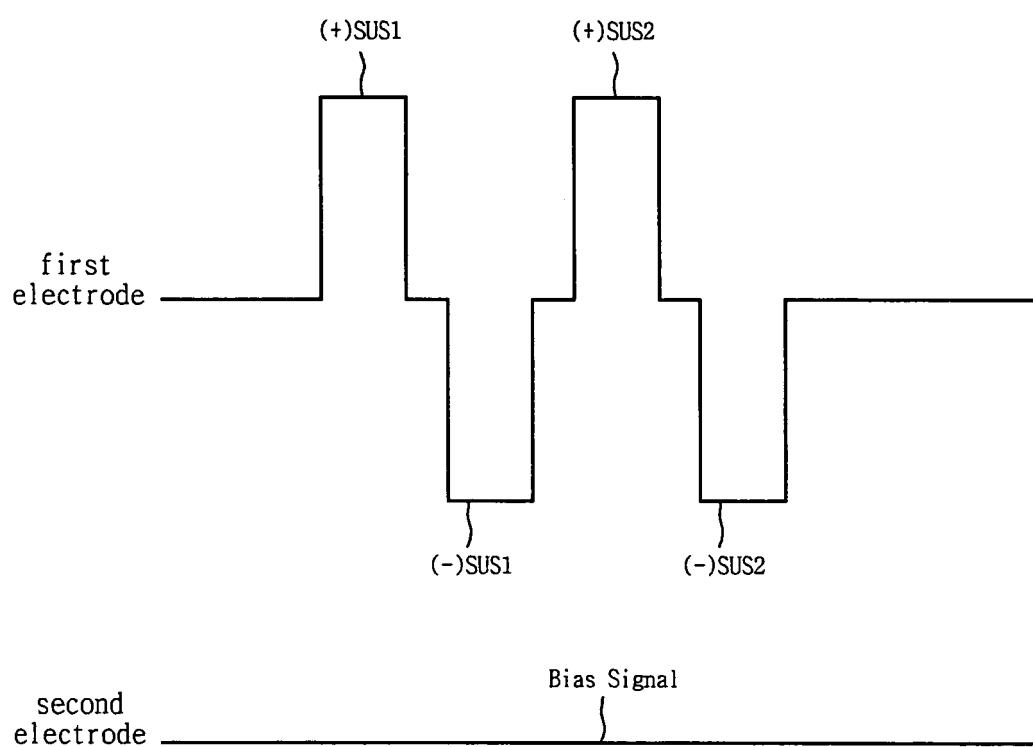 (+)SUS1
(+)SUS2
first
electrode
(-)SUS1
(-)SUS2
Bias Signal
second
electrode